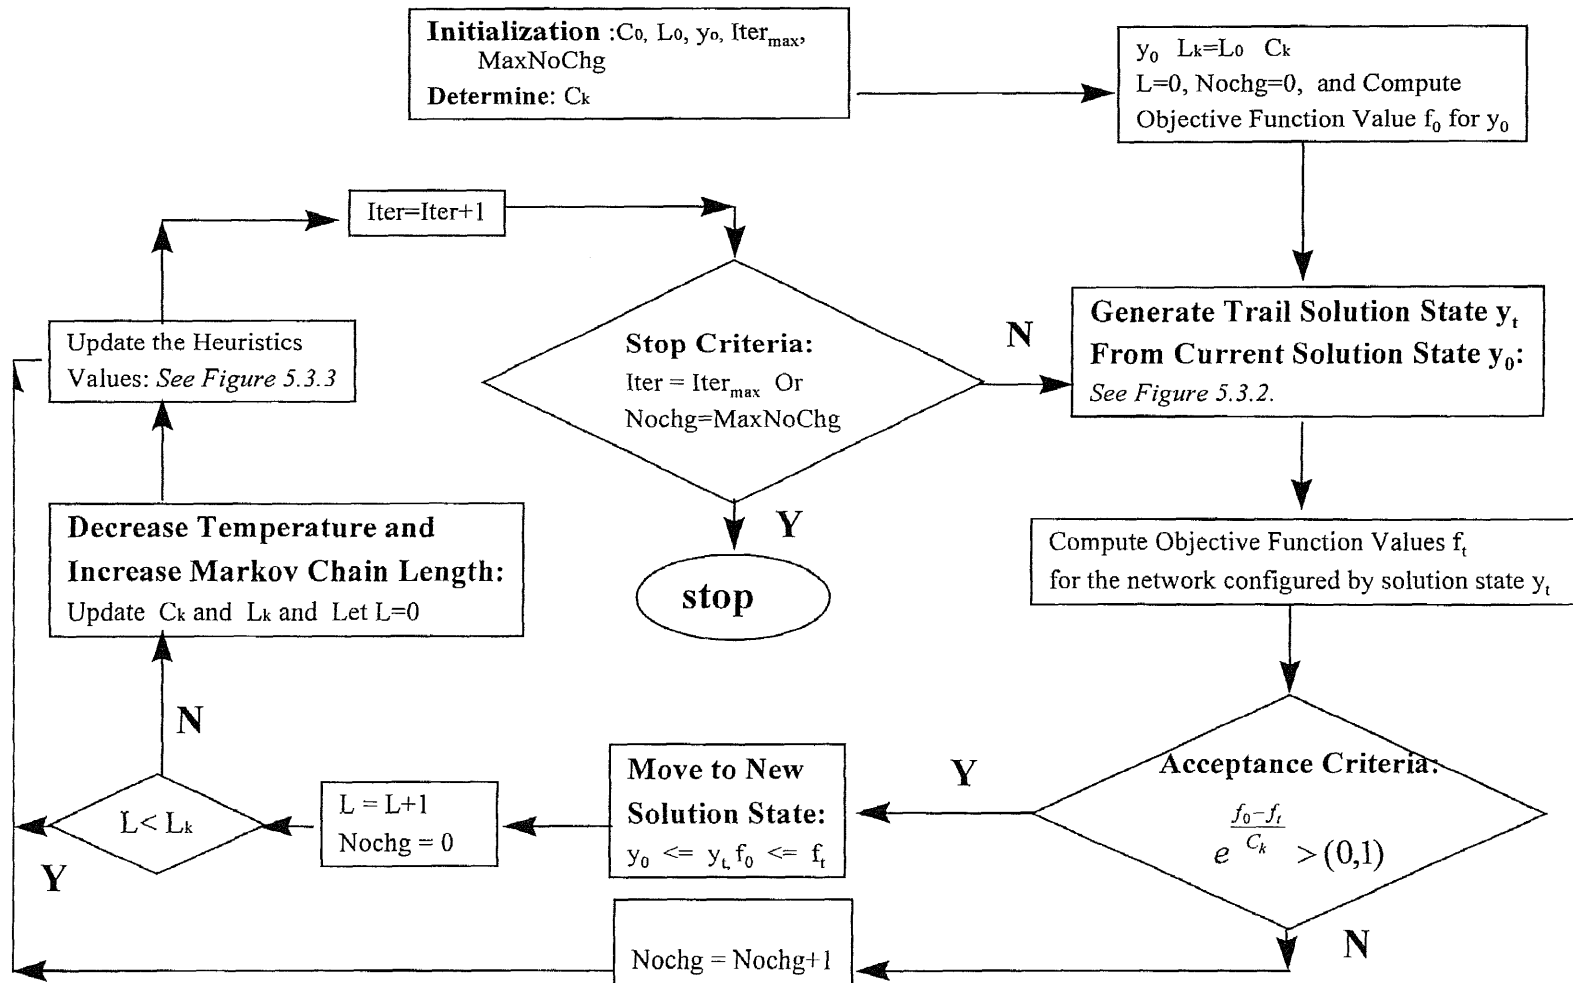 Initialization :C₀, L₀, y₀, Iter_max,
MaxNoChg
Determine: Cₖ
y₀ Lₖ=L₀ Cₖ
L=0, Nochg=0, and Compute
Objective Function Value f₀ for y₀
Iter=Iter+1
Stop Criteria:
Iter = Iter_max Or
Nochg=MaxNoChg
N
Y
stop
Generate Trail Solution State yₜ
From Current Solution State y₀:
See Figure 5.3.2.
Compute Objective Function Values fₜ
for the network configured by solution state yₜ
Acceptance Criteria:
e^((f₀−fₜ)/Cₖ) > (0,1)
Y
N
Move to New
Solution State:
y₀ <= yₜ, f₀ <= fₜ
L = L+1
Nochg = 0
L< Lₖ
N
Y
Decrease Temperature and
Increase Markov Chain Length:
Update Cₖ and Lₖ and Let L=0
Update the Heuristics
Values: See Figure 5.3.3
Nochg = Nochg+1